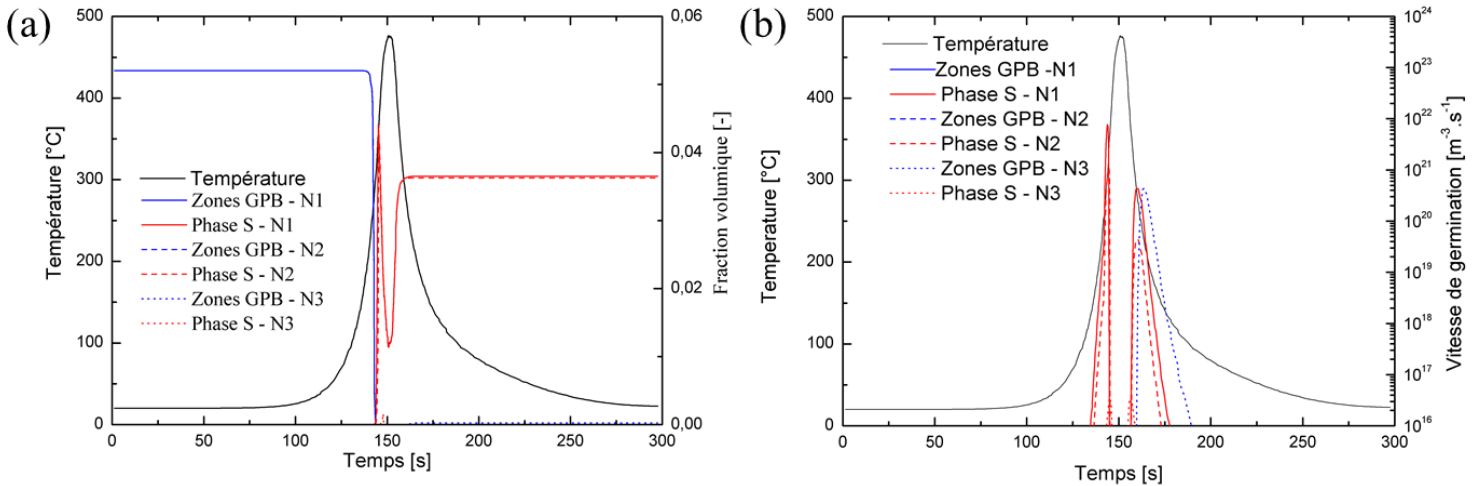 (a)
500
400
300
200
100
0
Température [°C]
0,06
0,04
0,02
0,00
Fraction volumique [-]
Température
Zones GPB - N1
Phase S - N1
Zones GPB - N2
Phase S - N2
Zones GPB - N3
Phase S - N3
0 50 100 150 200 250 300
Temps [s]
(b)
500
400
300
200
100
0
Temperature [°C]
10²⁴
10²³
10²²
10²¹
10²⁰
10¹⁹
10¹⁸
10¹⁷
10¹⁶
Vitesse de germination [m⁻³.s⁻¹]
Température
Zones GPB -N1
Phase S - N1
Zones GPB - N2
Phase S - N2
Zones GPB - N3
Phase S - N3
0 50 100 150 200 250 300
Temps [s]